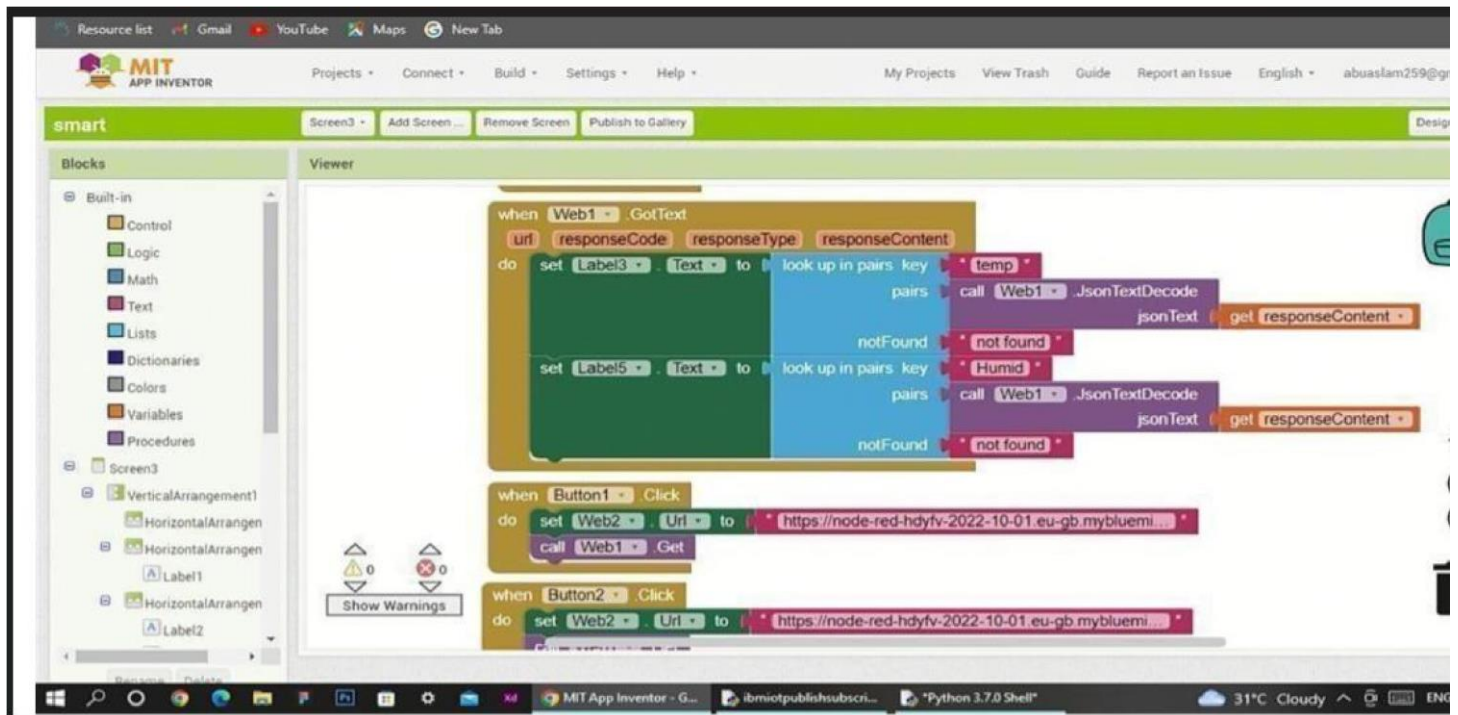 Resource list Gmail YouTube Maps New Tab
MIT
APP INVENTOR
Projects Connect Build Settings Help My Projects View Trash Guide Report an Issue English abuaslam259@gr
smart Screen3 Add Screen ... Remove Screen Publish to Gallery Desig
Blocks Viewer
Built-in
Control
Logic
Math
Text
Lists
Dictionaries
Colors
Variables
Procedures
Screen3
VerticalArrangement1
HorizontalArrangen
HorizontalArrangen
Label1
HorizontalArrangen
Label2
Rename Delete
when Web1 .GotText
url responseCode responseType responseContent
do set Label3 . Text to look up in pairs key " temp "
pairs call Web1 .JsonTextDecode
jsonText get responseContent
notFound " not found "
set Label5 . Text to look up in pairs key " Humid "
pairs call Web1 .JsonTextDecode
jsonText get responseContent
notFound " not found "
when Button1 .Click
do set Web2 . Url to " https://node-red-hdyfv-2022-10-01.eu-gb.mybluemi... "
call Web1 .Get
when Button2 .Click
do set Web2 . Url to " https://node-red-hdyfv-2022-10-01.eu-gb.mybluemi... "
0 0
Show Warnings
Ps Xd MIT App Inventor - G... ibmiotpublishsubscri... *Python 3.7.0 Shell* 31°C Cloudy ENG